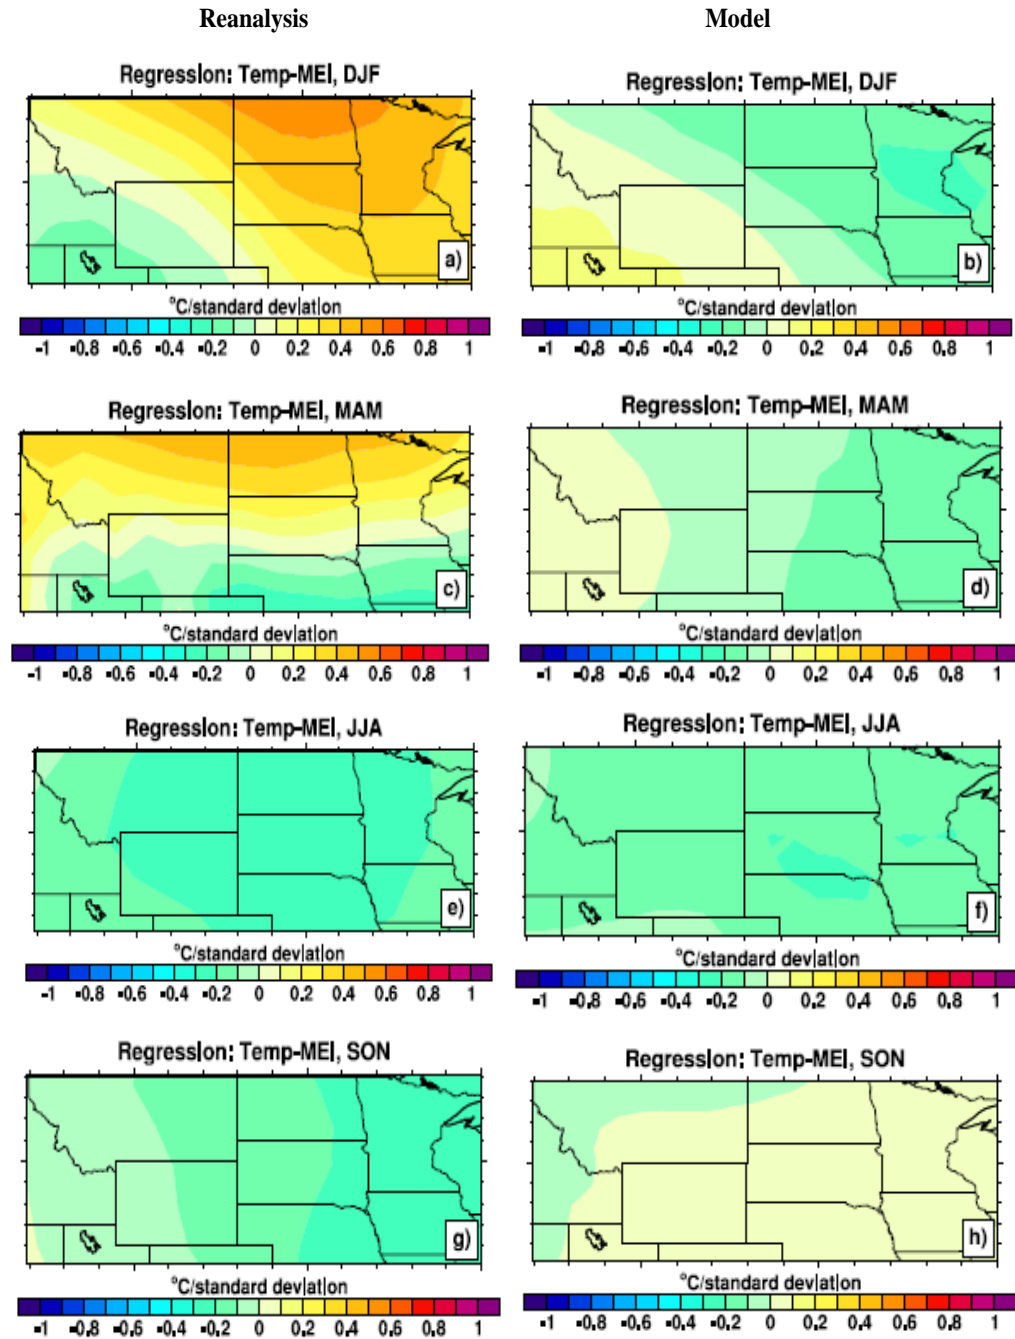 Reanalysis Model
Regression: Temp-MEI, DJF Regression: Temp-MEI, DJF
a) b)
°C/standard deviation °C/standard deviation
-1 -0.8 -0.6 -0.4 -0.2 0 0.2 0.4 0.6 0.8 1 -1 -0.8 -0.6 -0.4 -0.2 0 0.2 0.4 0.6 0.8 1
Regression: Temp-MEI, MAM Regression: Temp-MEI, MAM
c) d)
°C/standard deviation °C/standard deviation
-1 -0.8 -0.6 -0.4 -0.2 0 0.2 0.4 0.6 0.8 1 -1 -0.8 -0.6 -0.4 -0.2 0 0.2 0.4 0.6 0.8 1
Regression: Temp-MEI, JJA Regression: Temp-MEI, JJA
e) f)
°C/standard deviation °C/standard deviation
-1 -0.8 -0.6 -0.4 -0.2 0 0.2 0.4 0.6 0.8 1 -1 -0.8 -0.6 -0.4 -0.2 0 0.2 0.4 0.6 0.8 1
Regression: Temp-MEI, SON Regression: Temp-MEI, SON
g) h)
°C/standard deviation °C/standard deviation
-1 -0.8 -0.6 -0.4 -0.2 0 0.2 0.4 0.6 0.8 1 -1 -0.8 -0.6 -0.4 -0.2 0 0.2 0.4 0.6 0.8 1